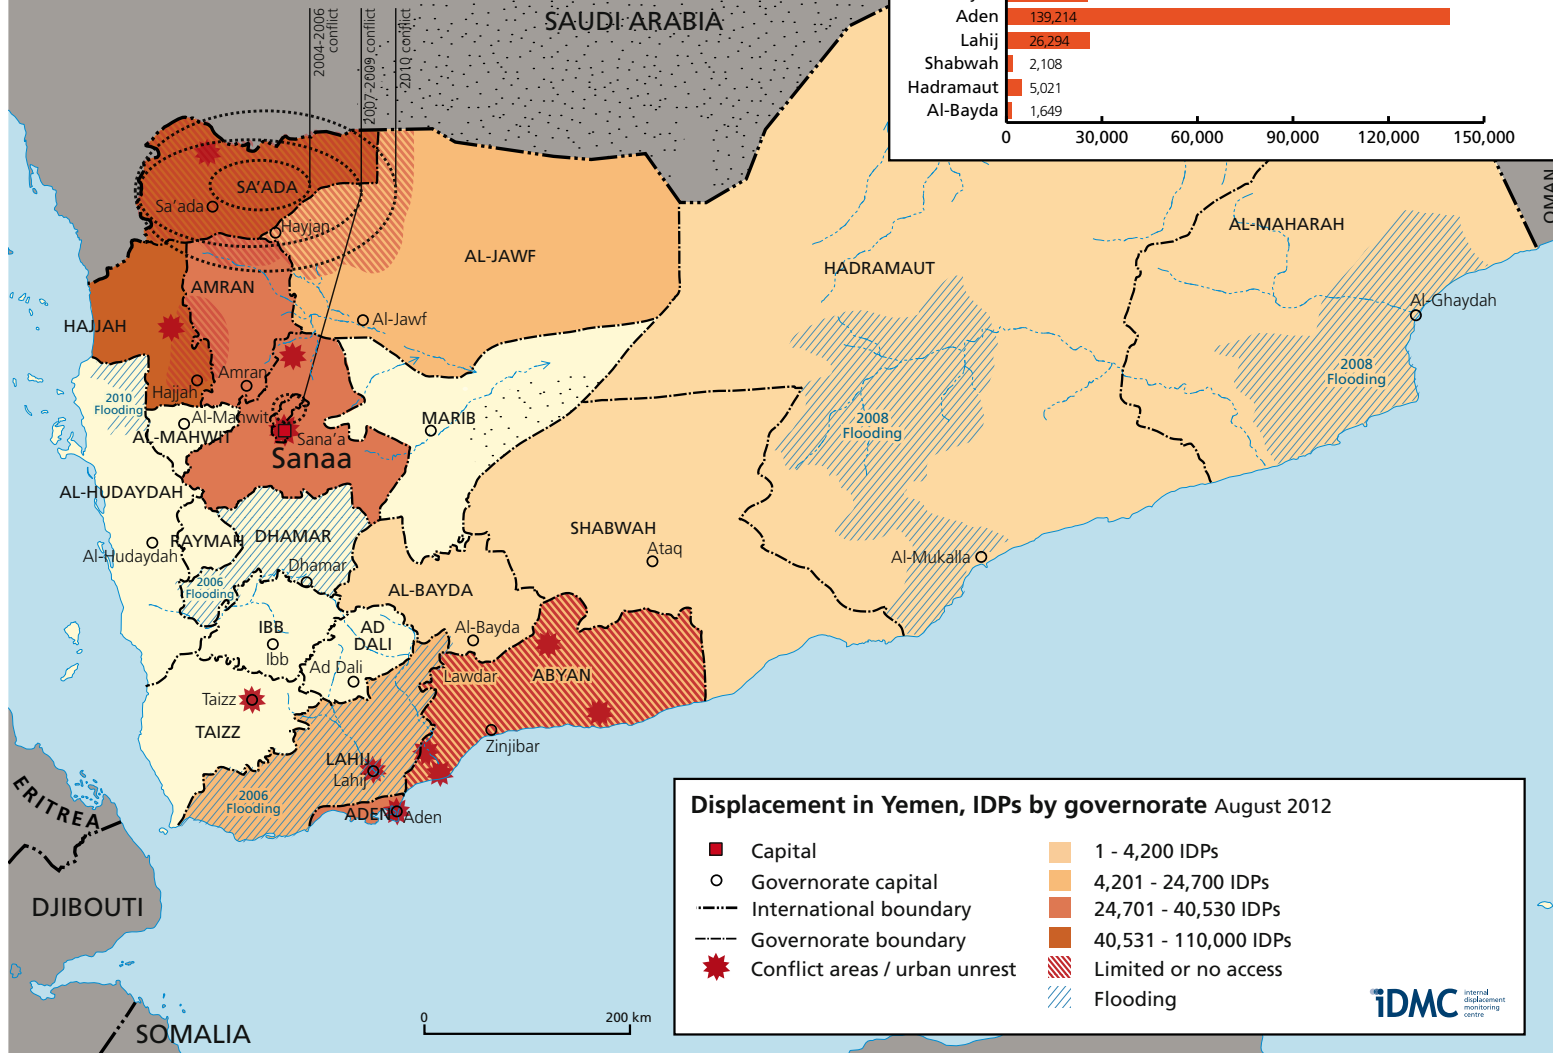 2004-2006
conflict
2007-2009 conflict
2010 conflict
SAUDI ARABIA
Aden 139,214
Lahij 26,294
Shabwah 2,108
Hadramaut 5,021
Al-Bayda 1,649
0 30,000 60,000 90,000 120,000 150,000
OMAN
SA'ADA
Sa'ada
Hayjan
AL-JAWF
AL-MAHARAH
HADRAMAUT
AMRAN
Al-Ghaydah
HAJJAH
Al-Jawf
2008
Flooding
Amran
Hajjah
2010
Flooding
Al-Mahwit
AL-MAHWIT
MARIB
2008
Flooding
Sana'a
Sanaa
AL-HUDAYDAH
RAYMAH
DHAMAR
SHABWAH
Al-Hudaydah
Ataq
Al-Mukalla
Dhamar
2006
Flooding
AL-BAYDA
IBB
AD
DALI
Al-Bayda
Ibb
Ad Dali
Lawdar
ABYAN
Taizz
TAIZZ
Zinjibar
LAHIJ
Lahij
2006
Flooding
ADEN
Aden
ERITREA
DJIBOUTI
SOMALIA
0 200 km
Displacement in Yemen, IDPs by governorate August 2012
Capital
Governorate capital
International boundary
Governorate boundary
Conflict areas / urban unrest
1 - 4,200 IDPs
4,201 - 24,700 IDPs
24,701 - 40,530 IDPs
40,531 - 110,000 IDPs
Limited or no access
Flooding
iDMC
internal
displacement
monitoring
centre